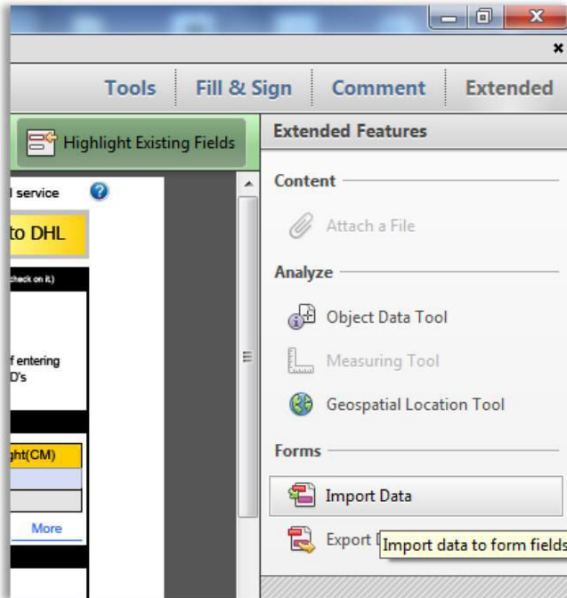 Tools Fill & Sign Comment Extended
Highlight Existing Fields
Extended Features
service
to DHL
check on it.)
f entering
D's
ght(CM)
More
Content
Attach a File
Analyze
Object Data Tool
Measuring Tool
Geospatial Location Tool
Forms
Import Data
Export
Import data to form fields